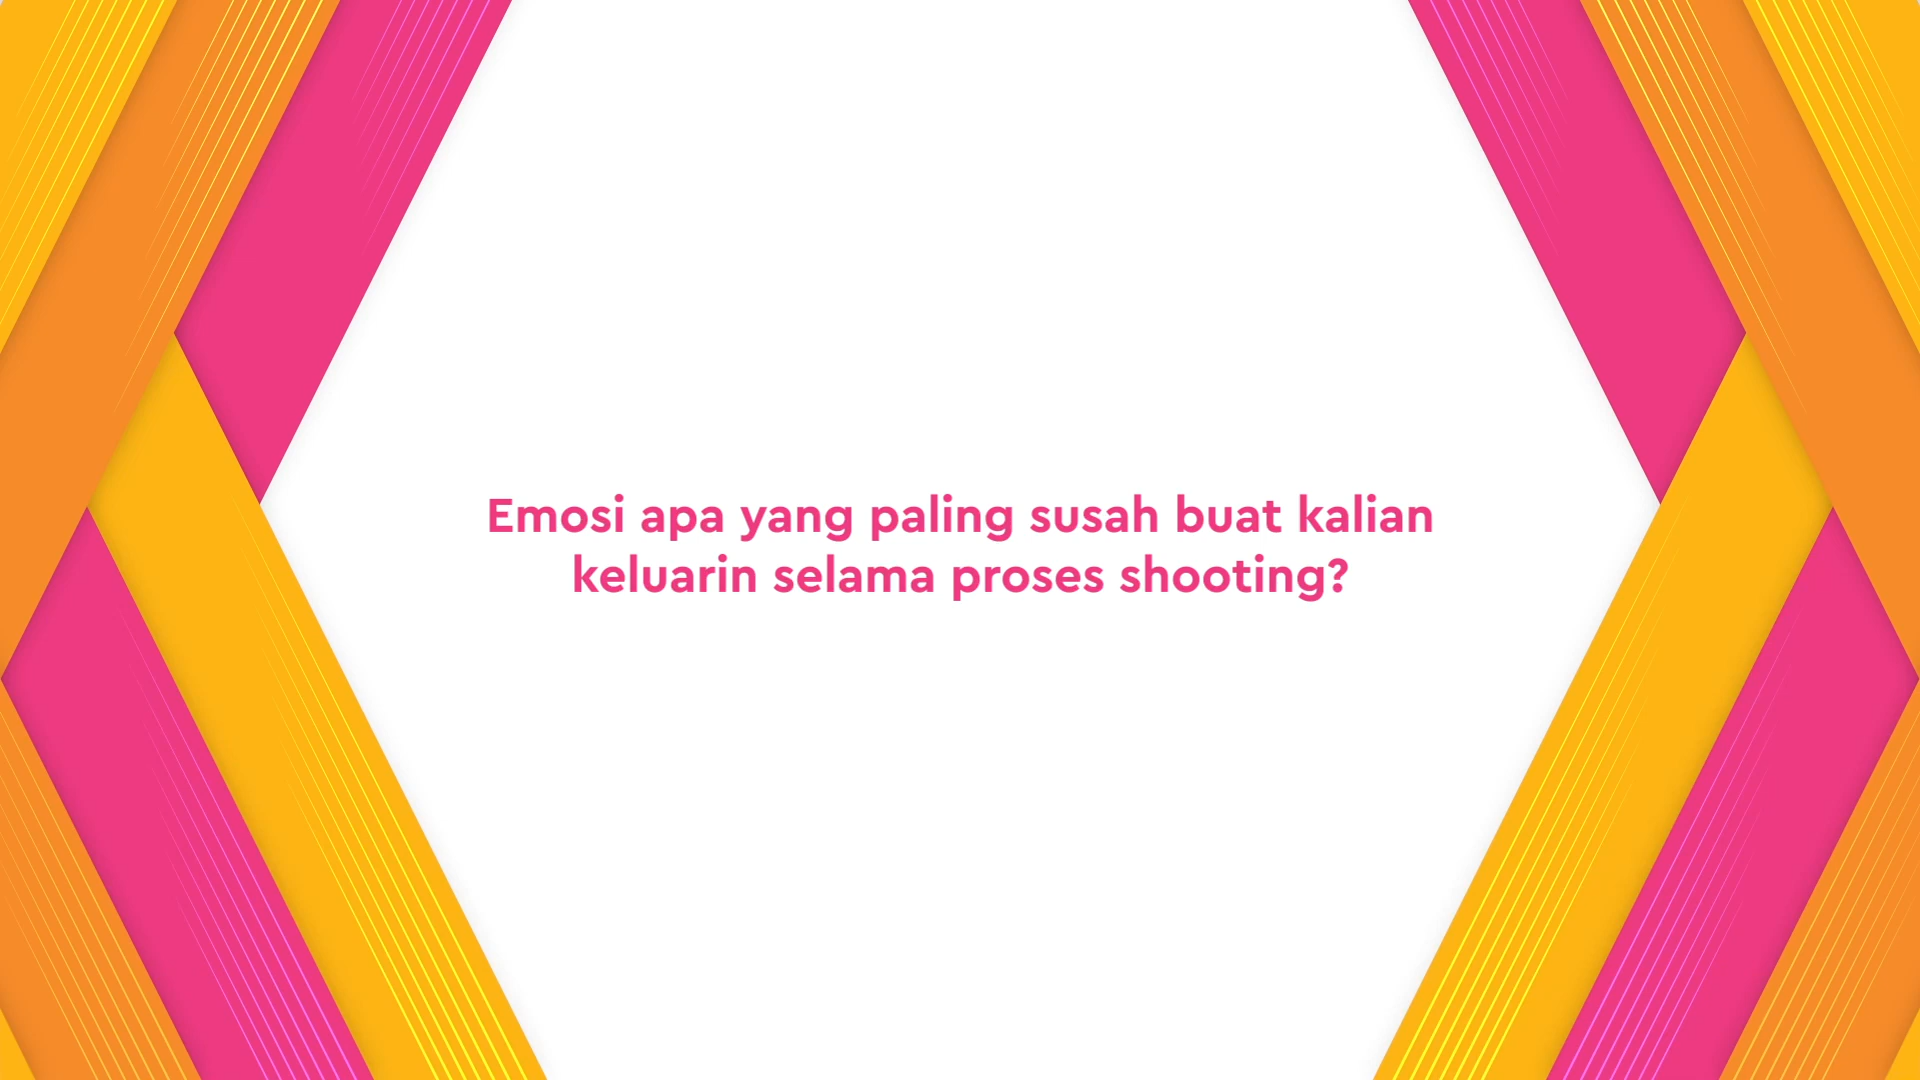 Emosi apa yang paling susah buat kalian
keluarin selama proses shooting?